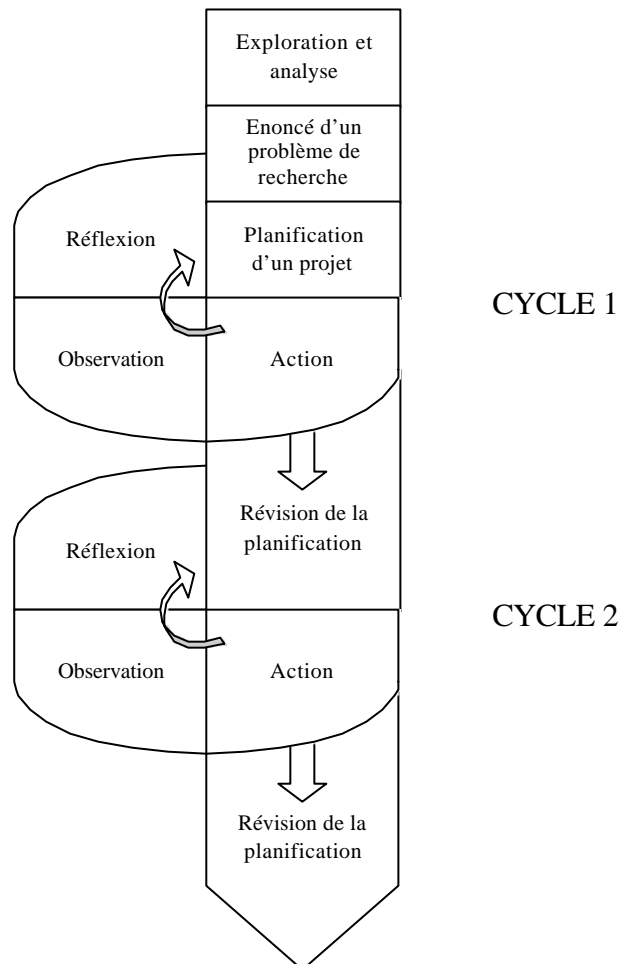 Exploration et
analyse
Enoncé d'un
problème de
recherche
Réflexion
Planification
d'un projet
CYCLE 1
Observation
Action
Révision de la
planification
Réflexion
CYCLE 2
Observation
Action
Révision de la
planification